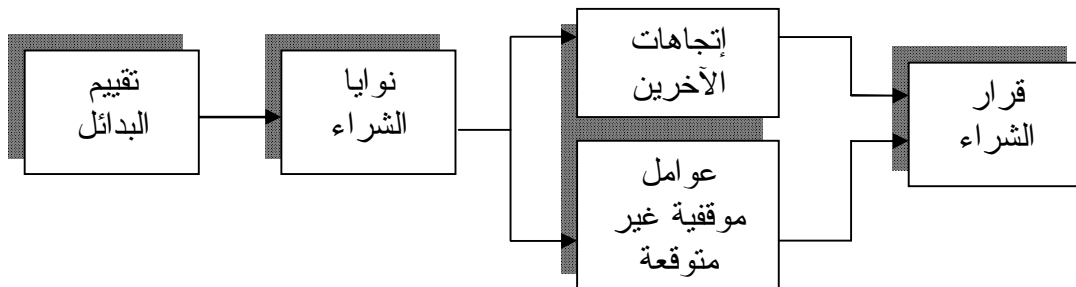 تقييم
البدائل
نوايا
الشراء
إتجاهات
الآخرين
عوامل
موقفية غير
متوقعة
قرار
الشراء